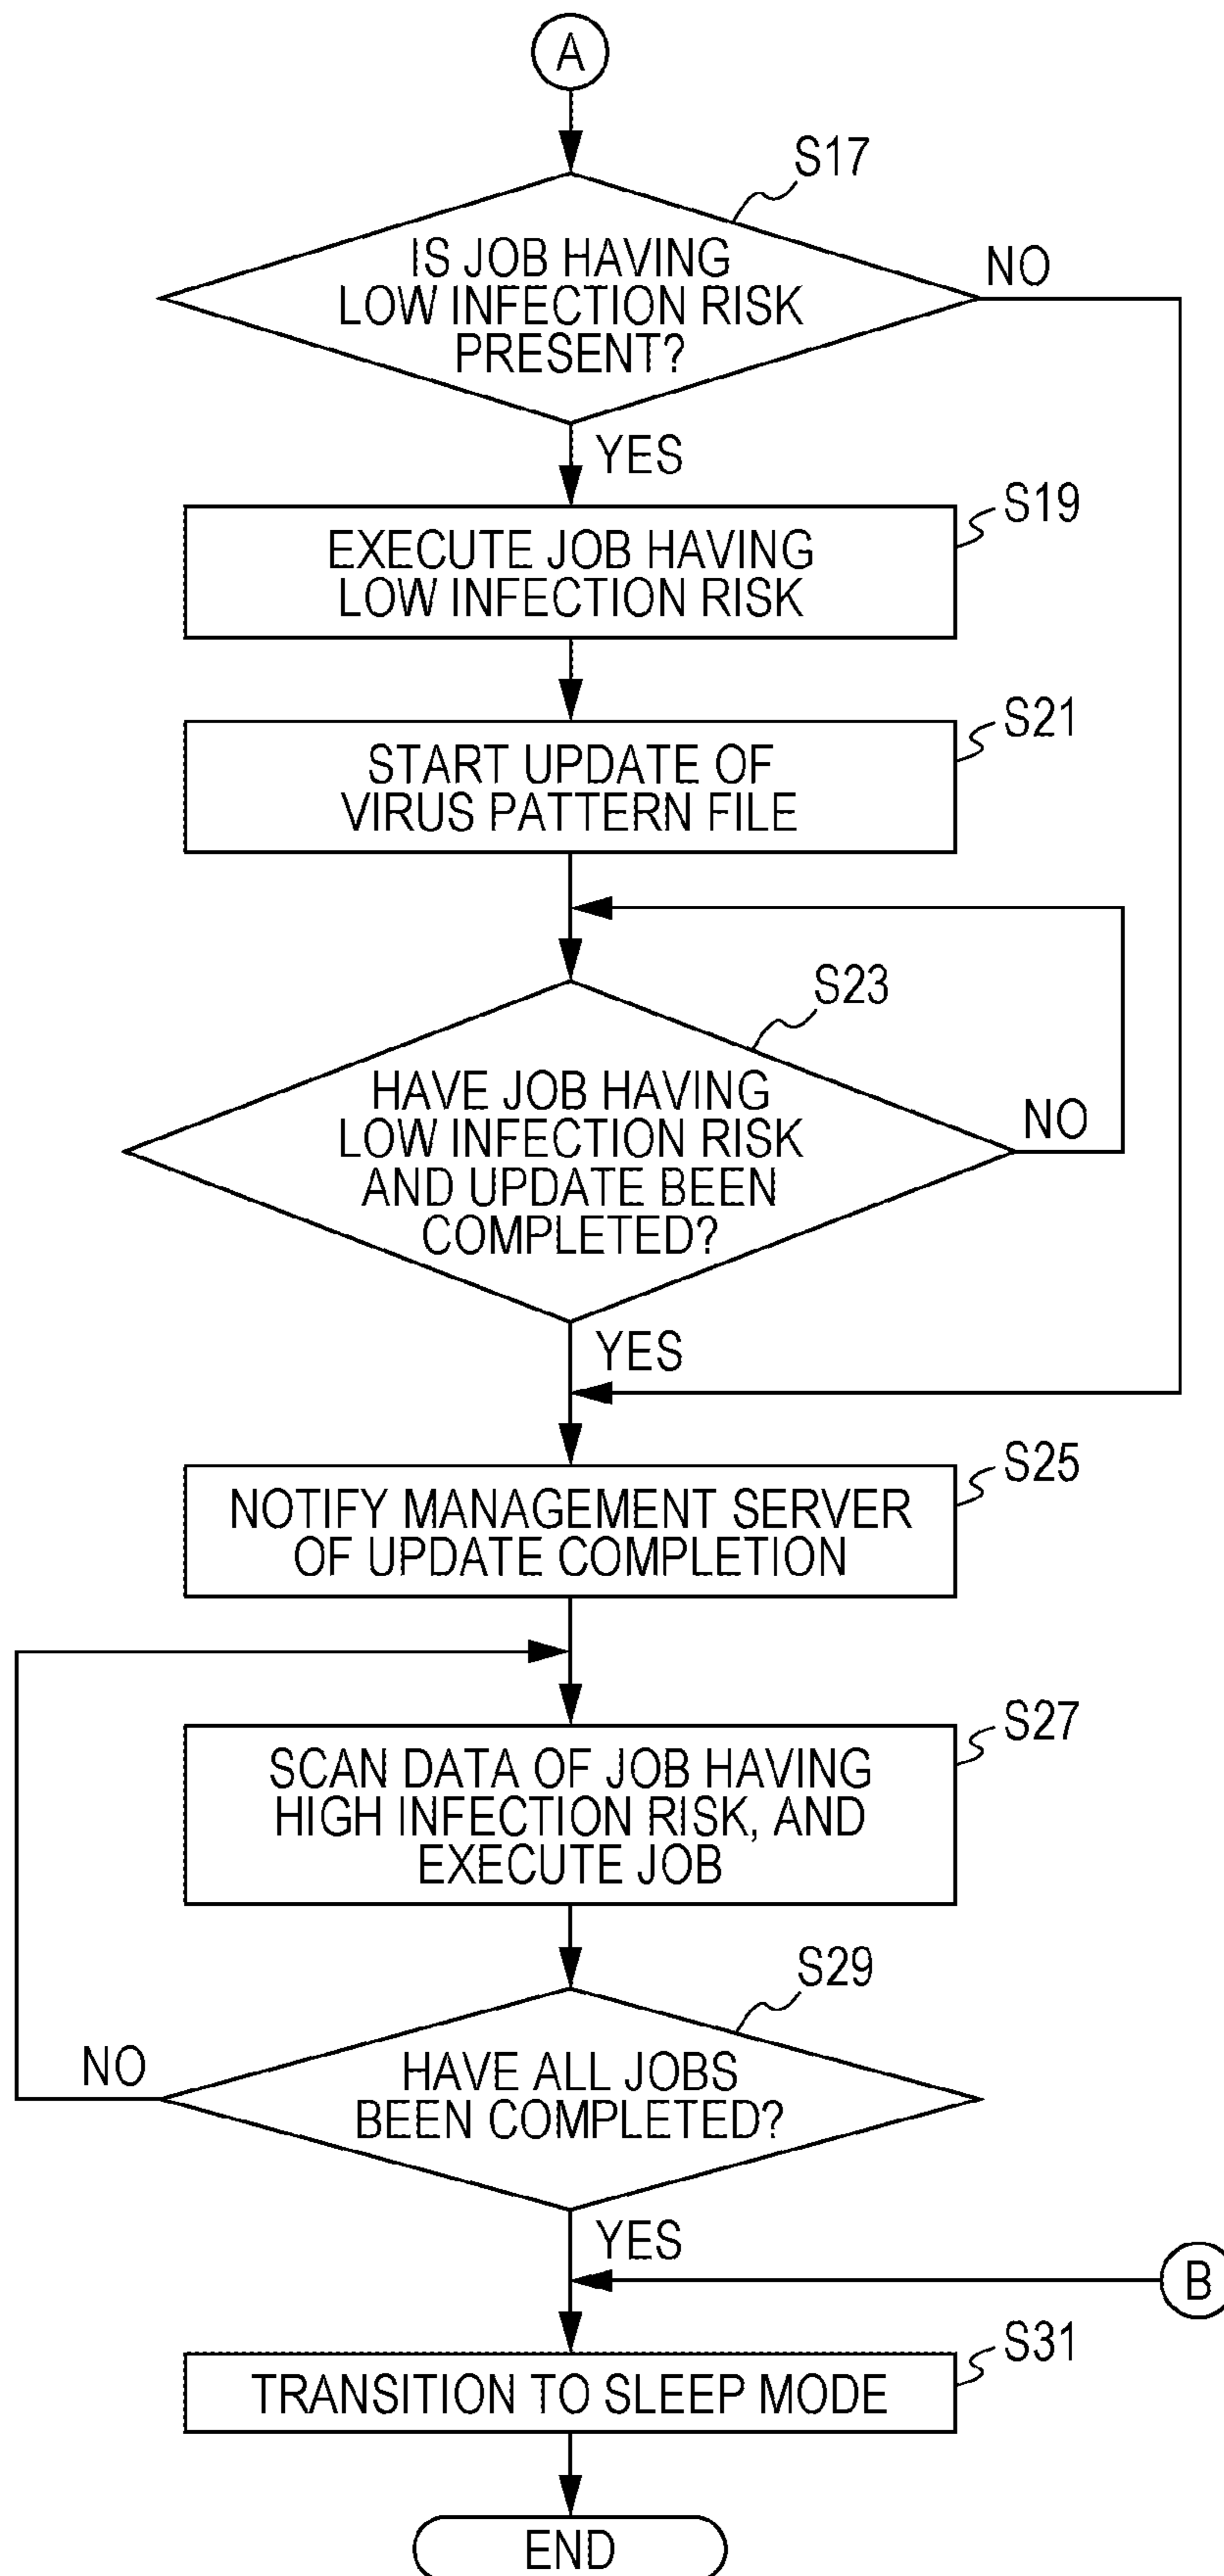 A
S17
IS JOB HAVING
LOW INFECTION RISK
PRESENT?
NO
YES
S19
EXECUTE JOB HAVING
LOW INFECTION RISK
S21
START UPDATE OF
VIRUS PATTERN FILE
S23
HAVE JOB HAVING
LOW INFECTION RISK
AND UPDATE BEEN
COMPLETED?
NO
YES
S25
NOTIFY MANAGEMENT SERVER
OF UPDATE COMPLETION
S27
SCAN DATA OF JOB HAVING
HIGH INFECTION RISK, AND
EXECUTE JOB
S29
NO
HAVE ALL JOBS
BEEN COMPLETED?
YES
B
S31
TRANSITION TO SLEEP MODE
END